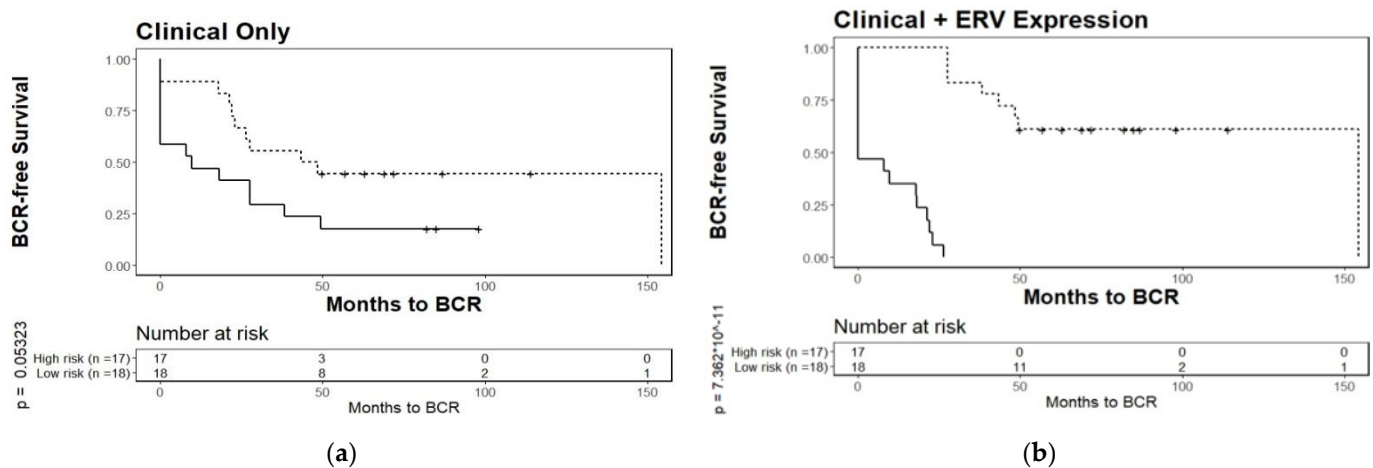 Clinical Only
BCR-free Survival
1.00
0.75
0.50
0.25
0.00
0 50 100 150
Months to BCR
p = 0.05323
Number at risk
High risk (n =17) 17 3 0 0
Low risk (n =18) 18 8 2 1
0 50 100 150
Months to BCR
(a)
Clinical + ERV Expression
BCR-free Survival
1.00
0.75
0.50
0.25
0.00
0 50 100 150
Months to BCR
p = 7.362*10^-11
Number at risk
High risk (n =17) 17 0 0 0
Low risk (n =18) 18 11 2 1
0 50 100 150
Months to BCR
(b)